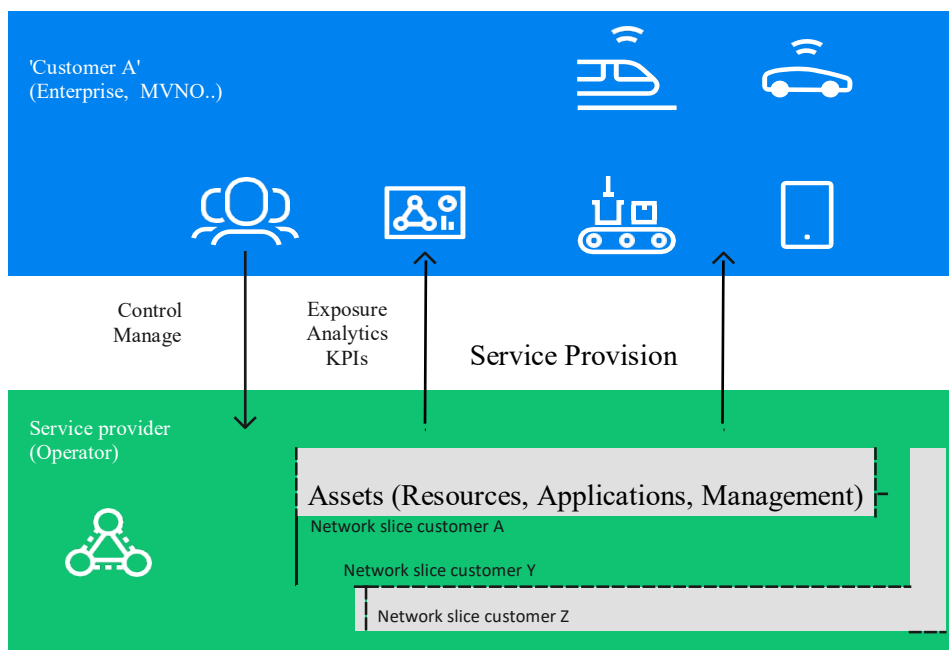 'Customer A'
(Enterprise, MVNO..)
Control
Manage
Exposure
Analytics
KPIs
Service Provision
Service provider
(Operator)
Assets (Resources, Applications, Management)
Network slice customer A
Network slice customer Y
Network slice customer Z